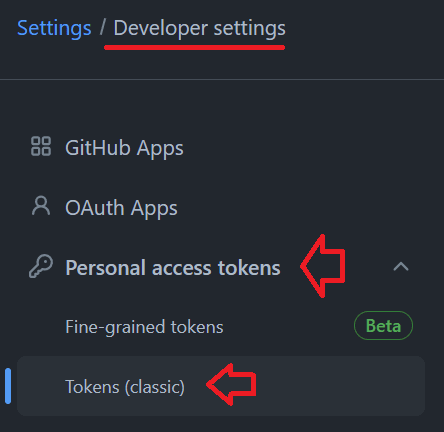 Settings / Developer settings
GitHub Apps
OAuth Apps
Personal access tokens
Fine-grained tokens Beta
Tokens (classic)